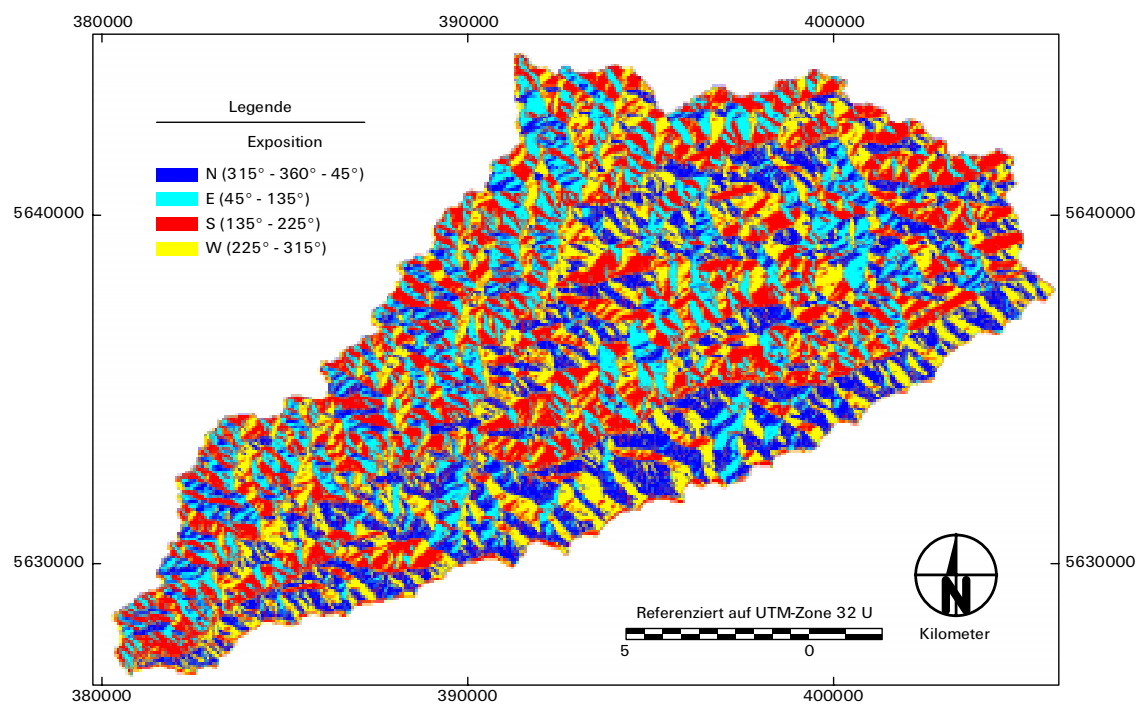 380000 390000 400000
Legende
Exposition
N (315° - 360° - 45°)
E (45° - 135°)
S (135° - 225°)
W (225° - 315°)
5640000 5640000
5630000 5630000
Referenziert auf UTM-Zone 32 U
5 0
N
Kilometer
380000 390000 400000